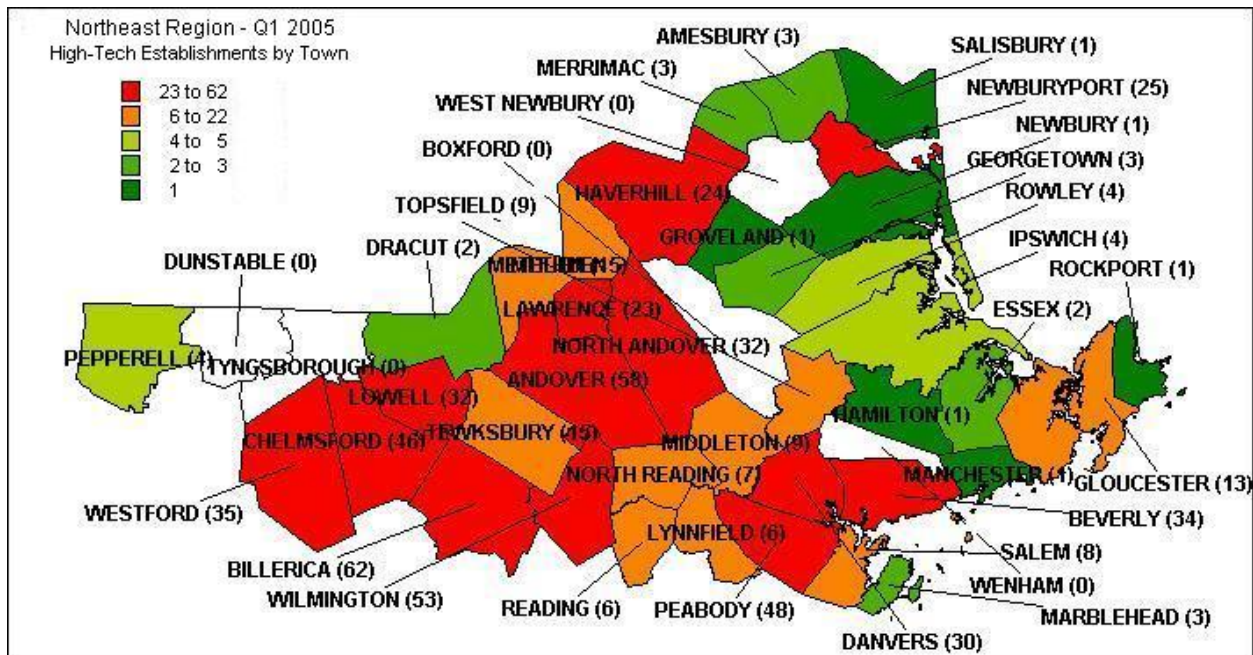 Northeast Region - Q1 2005
High-Tech Establishments by Town
23 to 62
6 to 22
4 to 5
2 to 3
1
AMESBURY (3)
SALISBURY (1)
MERRIMAC (3)
NEWBURYPORT (25)
WEST NEWBURY (0)
NEWBURY (1)
BOXFORD (0)
GEORGETOWN (3)
HAVERHILL (24)
ROWLEY (4)
TOPSFIELD (9)
GROVELAND (1)
IPSWICH (4)
DRACUT (2)
DUNSTABLE (0)
ROCKPORT (1)
LAWRENCE (23)
ESSEX (2)
NORTH ANDOVER (32)
PEPPERELL (4)
TYNGSBOROUGH (0)
ANDOVER (58)
LOWELL (32)
HAMILTON (1)
CHELMSFORD (46)
TEWKSBURY (15)
MIDDLETON (9)
NORTH READING (7)
MANCHESTER (1)
GLOUCESTER (13)
WESTFORD (35)
BEVERLY (34)
LYNNFIELD (6)
SALEM (8)
BILLERICA (62)
WENHAM (0)
WILMINGTON (53)
READING (6)
PEABODY (48)
MARBLEHEAD (3)
DANVERS (30)